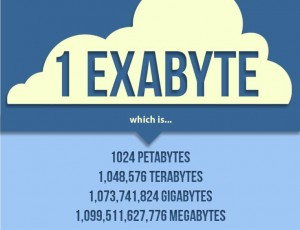 1 EXABYTE
which is...
1024 PETABYTES
1,048,576 TERABYTES
1,073,741,824 GIGABYTES
1,099,511,627,776 MEGABYTES